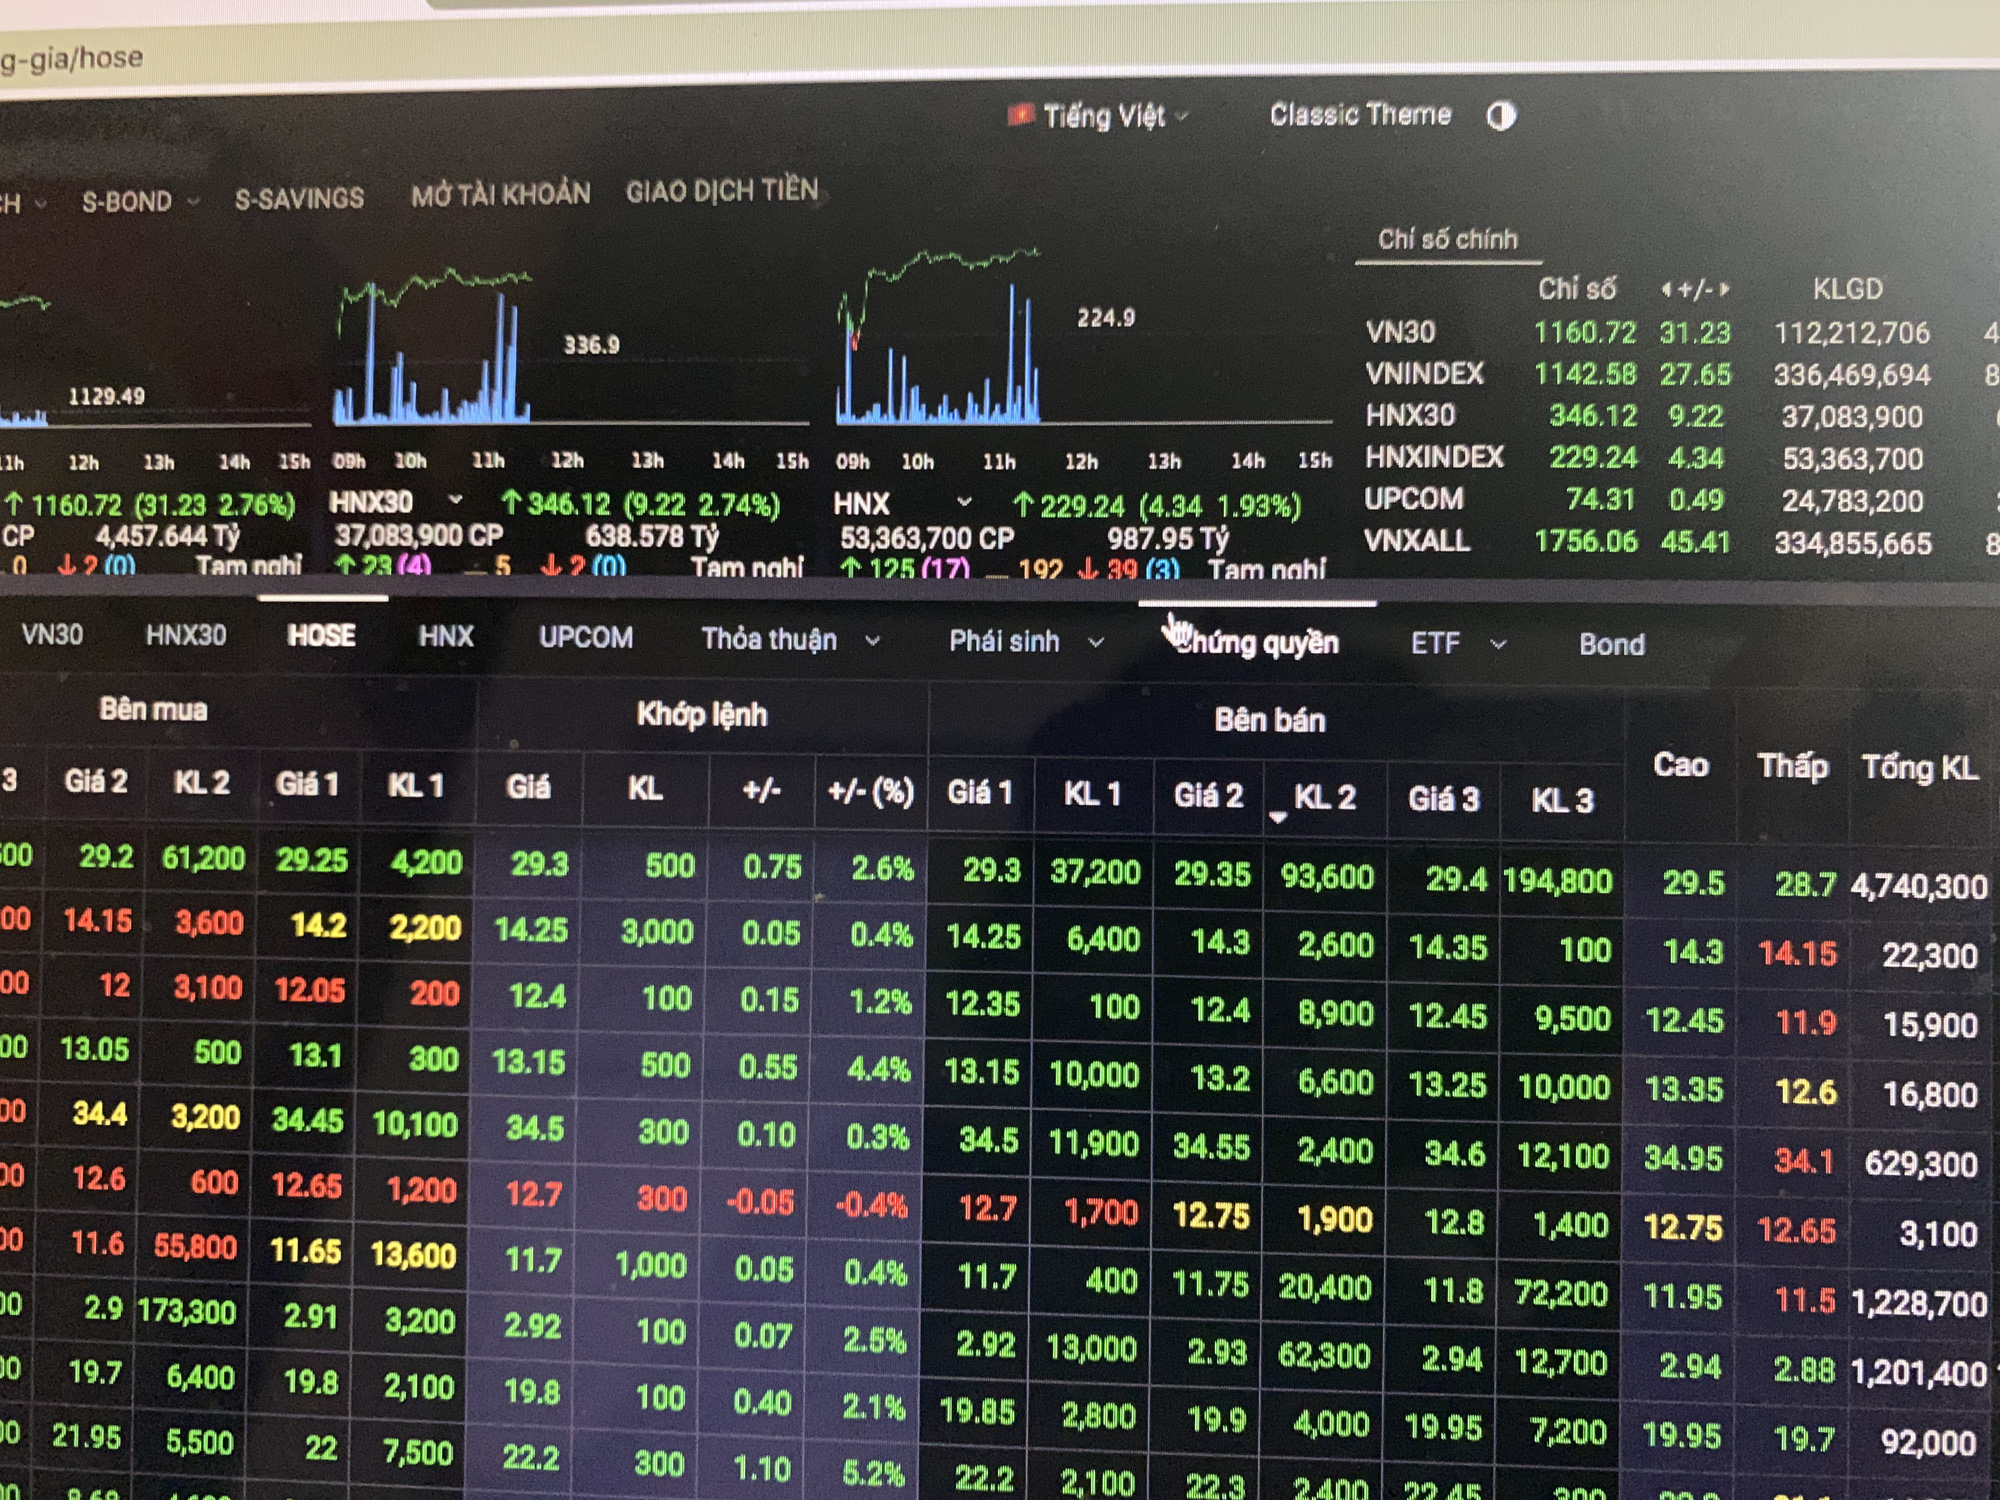 g-gia/hose
Tiếng Việt Classic Theme
S-BOND S-SAVINGS MỞ TÀI KHOẢN GIAO DỊCH TIỀN
Chỉ số chính
Chỉ số +/- KLGD
VN30 1160.72 31.23 112,212,706
VNINDEX 1142.58 27.65 336,469,694
HNX30 346.12 9.22 37,083,900
HNXINDEX 229.24 4.34 53,363,700
UPCOM 74.31 0.49 24,783,200
VNXALL 1756.06 45.41 334,855,665
1129.49 336.9 224.9
11h 12h 13h 14h 15h 09h 10h 11h 12h 13h 14h 15h 09h 10h 11h 12h 13h 14h 15h
↑1160.72 (31.23 2.76%) HNX30 ↑346.12 (9.22 2.74%) HNX ↑229.24 (4.34 1.93%)
CP 4,457.644 Tỷ 37,083,900 CP 638.578 Tỷ 53,363,700 CP 987.95 Tỷ
0 ↓2 (0) Tạm nghỉ ↑23 (4) 5 ↓2 (0) Tạm nghỉ ↑125 (17) 192 ↓39 (3) Tạm nghỉ
VN30 HNX30 HOSE HNX UPCOM Thỏa thuận Phái sinh Chứng quyền ETF Bond
Bên mua Khớp lệnh Bên bán Cao Thấp Tổng KL
3 Giá 2 KL 2 Giá 1 KL 1 Giá KL +/- +/- (%) Giá 1 KL 1 Giá 2 KL 2 Giá 3 KL 3
00 29.2 61,200 29.25 4,200 29.3 500 0.75 2.6% 29.3 37,200 29.35 93,600 29.4 194,800 29.5 28.7 4,740,300
00 14.15 3,600 14.2 2,200 14.25 3,000 0.05 0.4% 14.25 6,400 14.3 2,600 14.35 100 14.3 14.15 22,300
00 12 3,100 12.05 200 12.4 100 0.15 1.2% 12.35 100 12.4 8,900 12.45 9,500 12.45 11.9 15,900
00 13.05 500 13.1 300 13.15 500 0.55 4.4% 13.15 10,000 13.2 6,600 13.25 10,000 13.35 12.6 16,800
00 34.4 3,200 34.45 10,100 34.5 300 0.10 0.3% 34.5 11,900 34.55 2,400 34.6 12,100 34.95 34.1 629,300
00 12.6 600 12.65 1,200 12.7 300 -0.05 -0.4% 12.7 1,700 12.75 1,900 12.8 1,400 12.75 12.65 3,100
00 11.6 55,800 11.65 13,600 11.7 1,000 0.05 0.4% 11.7 400 11.75 20,400 11.8 72,200 11.95 11.5 1,228,700
00 2.9 173,300 2.91 3,200 2.92 100 0.07 2.5% 2.92 13,000 2.93 62,300 2.94 12,700 2.94 2.88 1,201,400
00 19.7 6,400 19.8 2,100 19.8 100 0.40 2.1% 19.85 2,800 19.9 4,000 19.95 7,200 19.95 19.7 92,000
00 21.95 5,500 22 7,500 22.2 300 1.10 5.2% 22.2 2,100 22.3 2,400 22.45 300